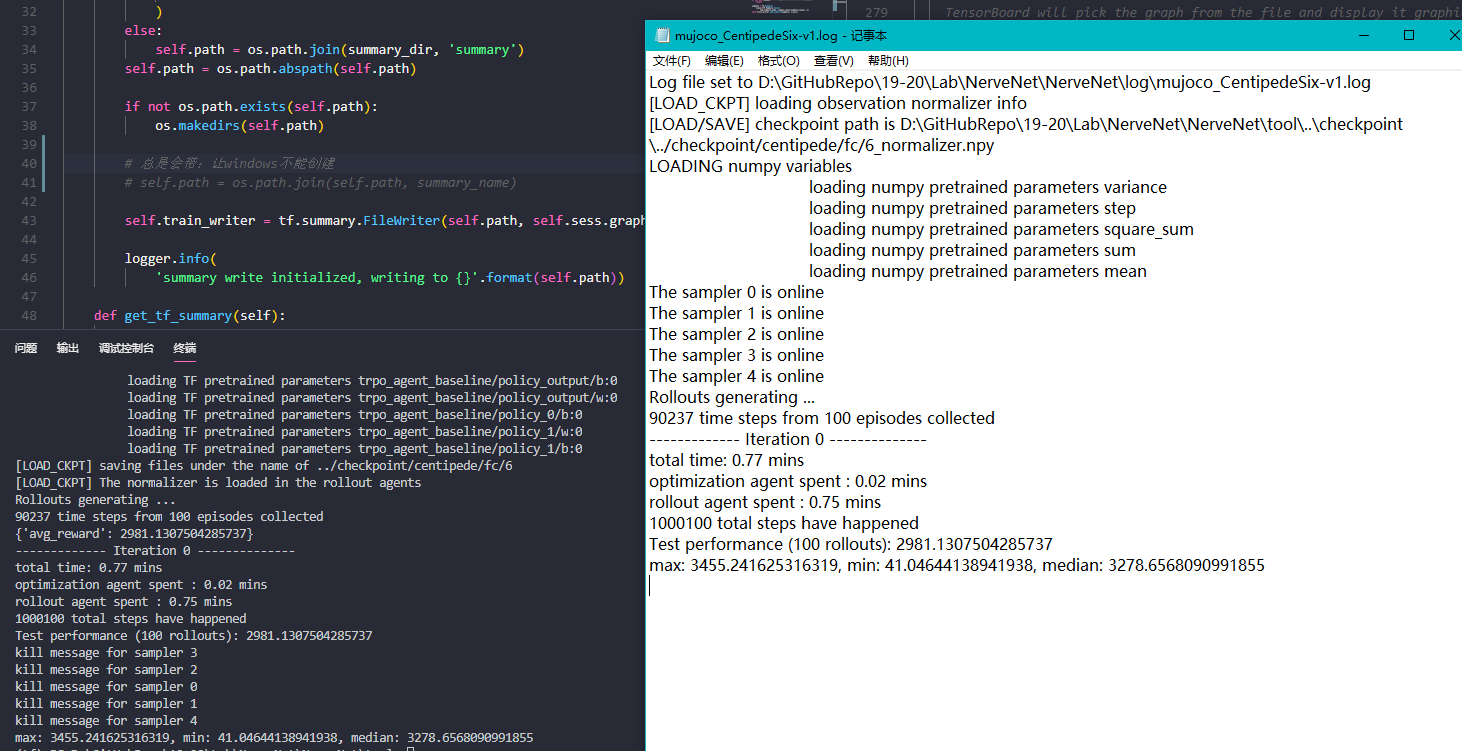 32
)
33
else:
34
self.path = os.path.join(summary_dir, 'summary')
35
self.path = os.path.abspath(self.path)
36
37
if not os.path.exists(self.path):
38
os.makedirs(self.path)
39
40
# 总是会带: 让windows不能创建
41
# self.path = os.path.join(self.path, summary_name)
42
43
self.train_writer = tf.summary.FileWriter(self.path, self.sess.graph
44
45
logger.info(
46
'summary write initialized, writing to {}'.format(self.path))
47
48
def get_tf_summary(self):
279
TensorBoard will pick the graph from the file and display it graphi
问题 输出 调试控制台 终端
loading TF pretrained parameters trpo_agent_baseline/policy_output/b:0
loading TF pretrained parameters trpo_agent_baseline/policy_output/w:0
loading TF pretrained parameters trpo_agent_baseline/policy_0/b:0
loading TF pretrained parameters trpo_agent_baseline/policy_1/w:0
loading TF pretrained parameters trpo_agent_baseline/policy_1/b:0
[LOAD_CKPT] saving files under the name of ../checkpoint/centipede/fc/6
[LOAD_CKPT] The normalizer is loaded in the rollout agents
Rollouts generating ...
90237 time steps from 100 episodes collected
{'avg_reward': 2981.1307504285737}
------------- Iteration 0 --------------
total time: 0.77 mins
optimization agent spent : 0.02 mins
rollout agent spent : 0.75 mins
1000100 total steps have happened
Test performance (100 rollouts): 2981.1307504285737
kill message for sampler 3
kill message for sampler 2
kill message for sampler 0
kill message for sampler 1
kill message for sampler 4
max: 3455.241625316319, min: 41.04644138941938, median: 3278.6568090991855
mujoco_CentipedeSix-v1.log - 记事本
文件(F) 编辑(E) 格式(O) 查看(V) 帮助(H)
Log file set to D:\GitHubRepo\19-20\Lab\NerveNet\NerveNet\log\mujoco_CentipedeSix-v1.log
[LOAD_CKPT] loading observation normalizer info
[LOAD/SAVE] checkpoint path is D:\GitHubRepo\19-20\Lab\NerveNet\NerveNet\tool\..\checkpoint
\../checkpoint/centipede/fc/6_normalizer.npy
LOADING numpy variables
loading numpy pretrained parameters variance
loading numpy pretrained parameters step
loading numpy pretrained parameters square_sum
loading numpy pretrained parameters sum
loading numpy pretrained parameters mean
The sampler 0 is online
The sampler 1 is online
The sampler 2 is online
The sampler 3 is online
The sampler 4 is online
Rollouts generating ...
90237 time steps from 100 episodes collected
------------- Iteration 0 --------------
total time: 0.77 mins
optimization agent spent : 0.02 mins
rollout agent spent : 0.75 mins
1000100 total steps have happened
Test performance (100 rollouts): 2981.1307504285737
max: 3455.241625316319, min: 41.04644138941938, median: 3278.6568090991855